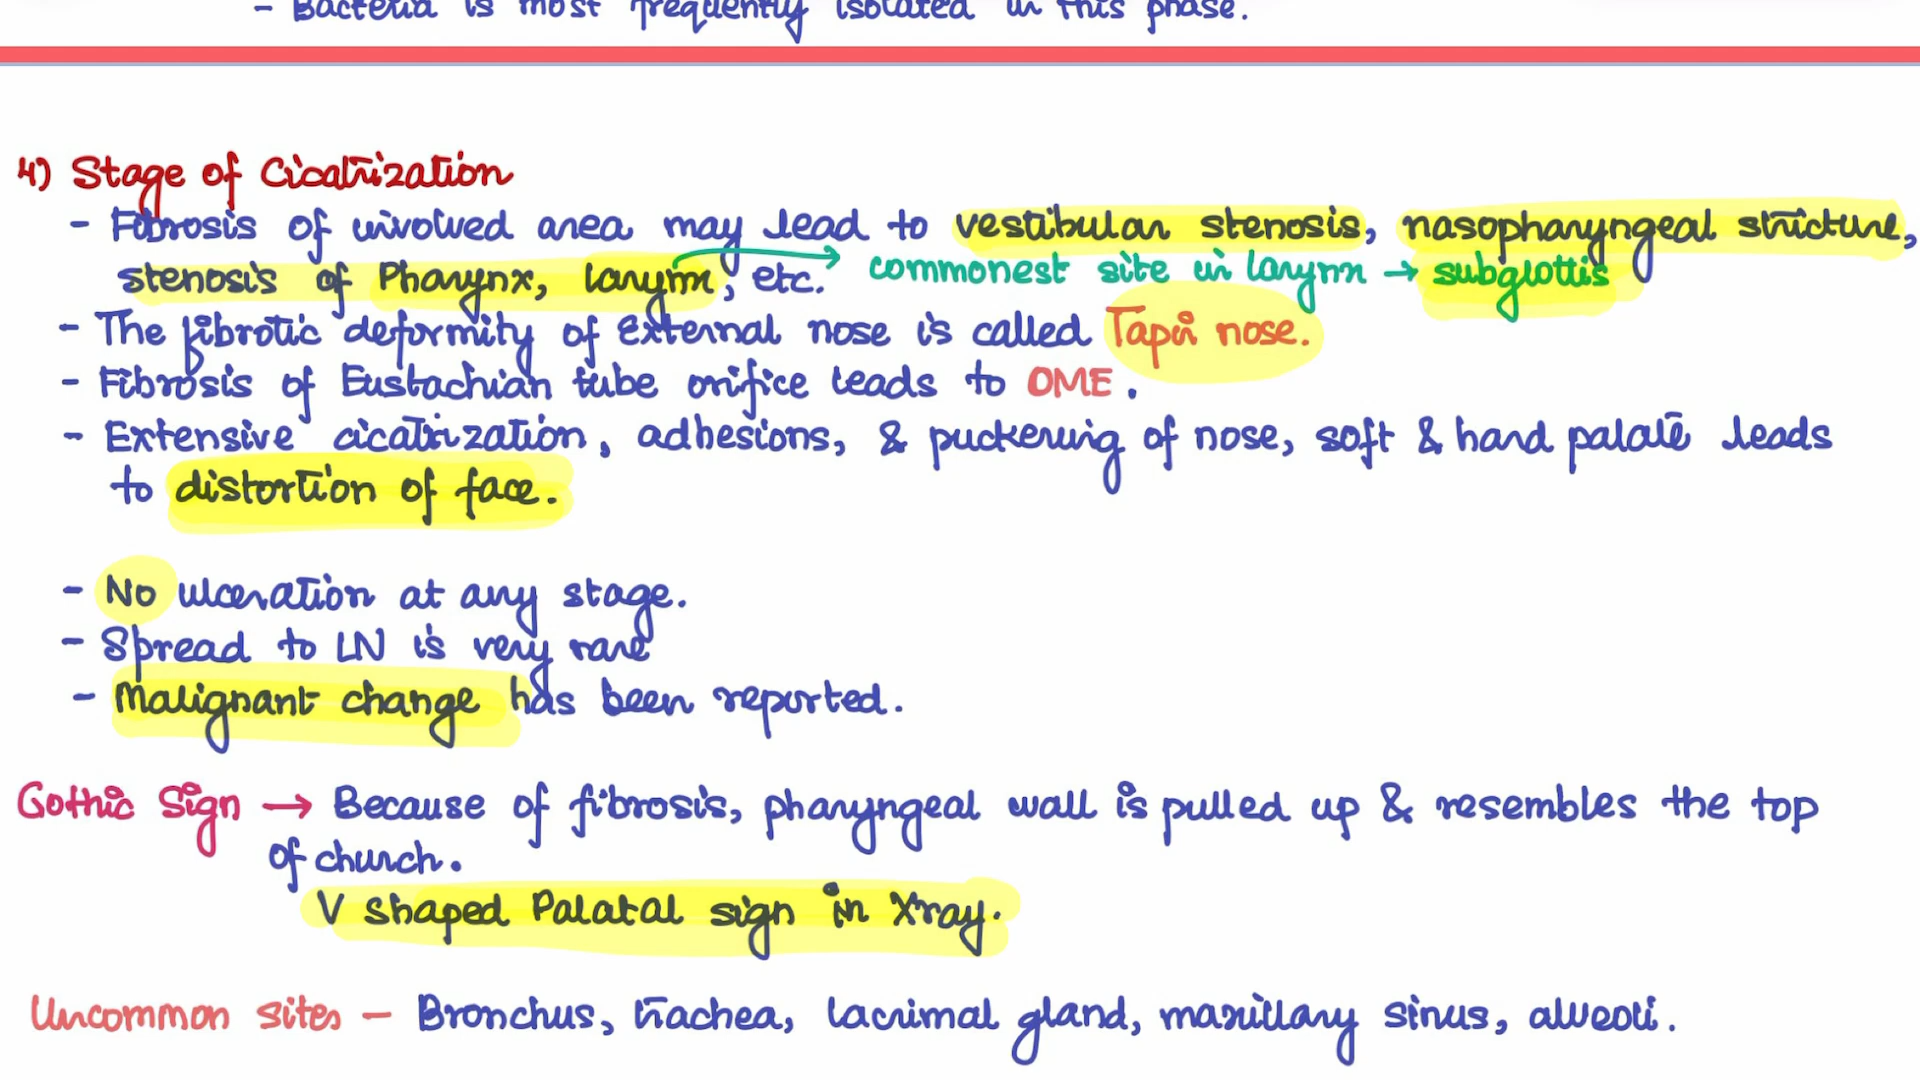 - Bacteria is most frequently isolated in this phase.
4) Stage of Cicatrization
- Fibrosis of involved area may lead to vestibular stenosis, nasopharyngeal stricture,
stenosis of Pharynx, larynx, etc. commonest site in larynx → subglottis
- The fibrotic deformity of external nose is called Tapir nose.
- Fibrosis of Eustachian tube orifice leads to OME.
- Extensive cicatrization, adhesions, & puckering of nose, soft & hard palate leads
to distortion of face.
- No ulceration at any stage.
- Spread to LN is very rare
- Malignant change has been reported.
Gothic Sign → Because of fibrosis, pharyngeal wall is pulled up & resembles the top
of church.
V shaped Palatal sign in Xray.
Uncommon sites - Bronchus, trachea, lacrimal gland, maxillary sinus, alveoli.